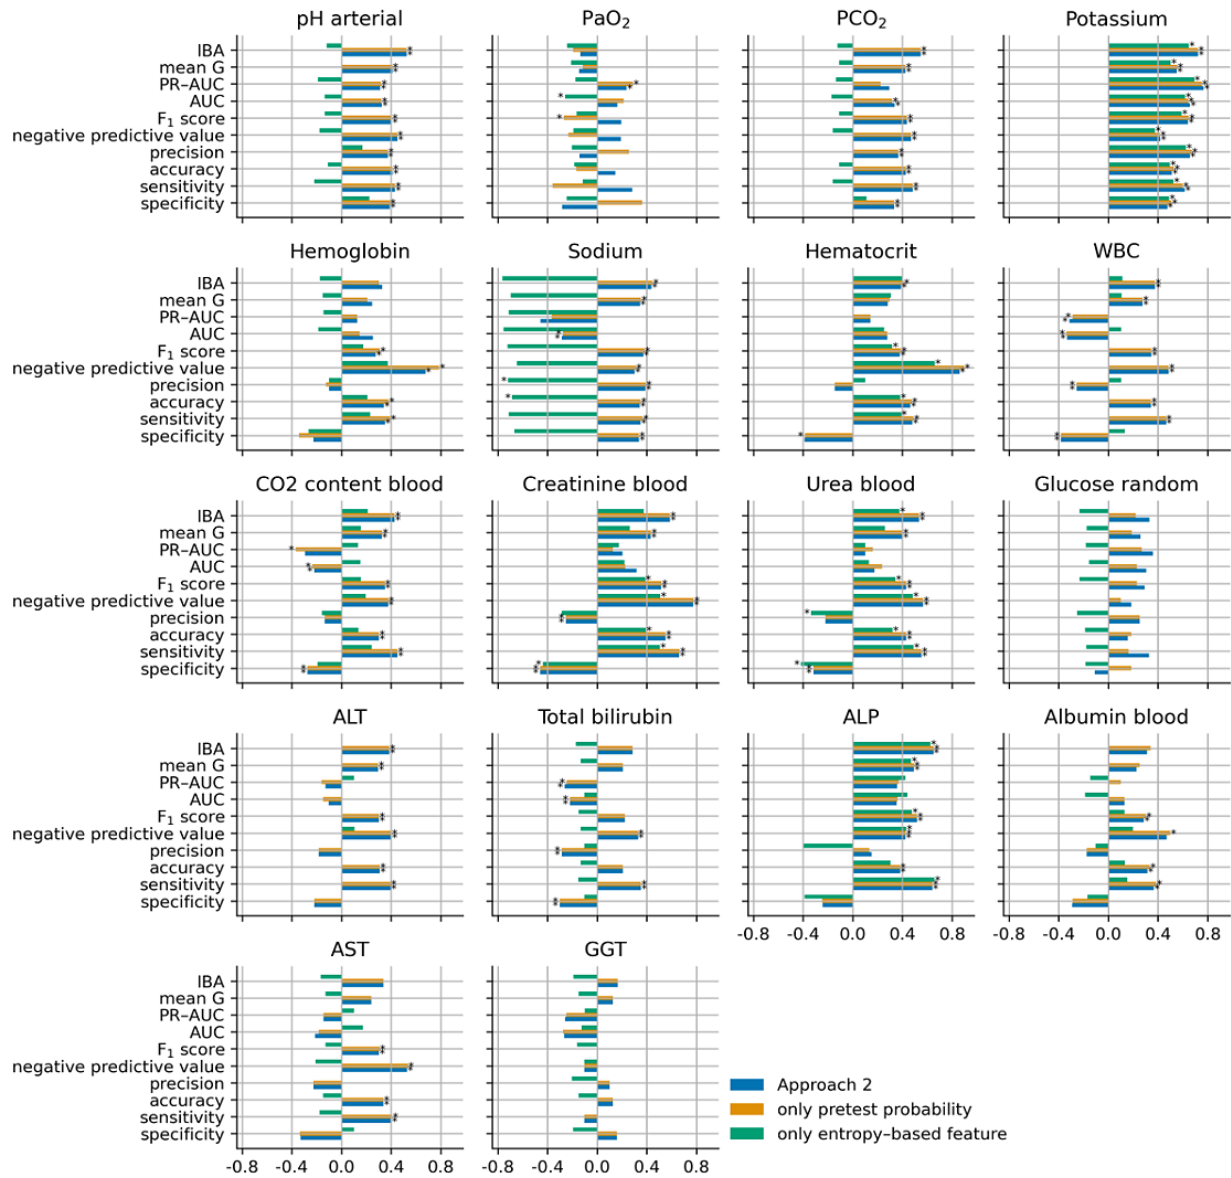 pH arterial
PaO2
PCO2
Potassium
IBA
mean G
PR–AUC
AUC
F1 score
negative predictive value
precision
accuracy
sensitivity
specificity
Hemoglobin
Sodium
Hematocrit
WBC
IBA
mean G
PR–AUC
AUC
F1 score
negative predictive value
precision
accuracy
sensitivity
specificity
CO2 content blood
Creatinine blood
Urea blood
Glucose random
IBA
mean G
PR–AUC
AUC
F1 score
negative predictive value
precision
accuracy
sensitivity
specificity
ALT
Total bilirubin
ALP
Albumin blood
IBA
mean G
PR–AUC
AUC
F1 score
negative predictive value
precision
accuracy
sensitivity
specificity
-0.8 -0.4 0.0 0.4 0.8 -0.8 -0.4 0.0 0.4 0.8
AST
GGT
IBA
mean G
PR–AUC
AUC
F1 score
negative predictive value
precision
accuracy
sensitivity
specificity
-0.8 -0.4 0.0 0.4 0.8 -0.8 -0.4 0.0 0.4 0.8
Approach 2
only pretest probability
only entropy–based feature